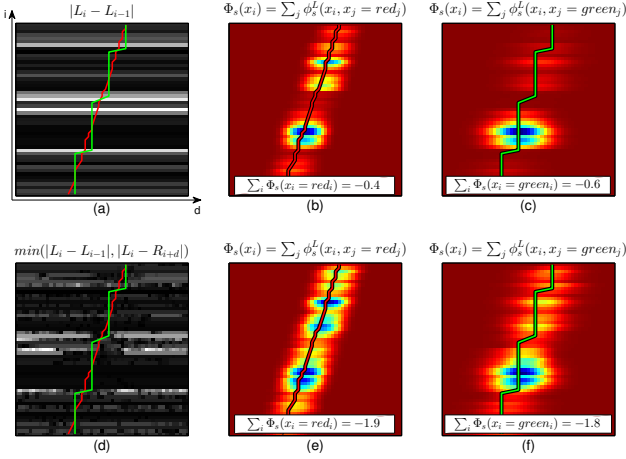 i
|L_i − L_{i−1}|
Φ_s(x_i) = ∑_j ϕ_s^L(x_i, x_j = red_j)
Φ_s(x_i) = ∑_j ϕ_s^L(x_i, x_j = green_j)
∑_i Φ_s(x_i = red_i) = −0.4
∑_i Φ_s(x_i = green_i) = −0.6
d
(a)
(b)
(c)
min(|L_i − L_{i−1}|, |L_i − R_{i+d}|)
Φ_s(x_i) = ∑_j ϕ_s^L(x_i, x_j = red_j)
Φ_s(x_i) = ∑_j ϕ_s^L(x_i, x_j = green_j)
∑_i Φ_s(x_i = red_i) = −1.9
∑_i Φ_s(x_i = green_i) = −1.8
(d)
(e)
(f)